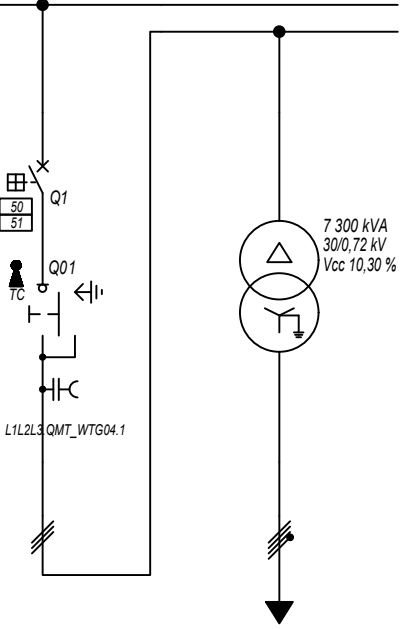 Q1
50
51
Q01
TC
L1L2L3 QMT_WTG04.1
7 300 kVA
30/0,72 kV
Vcc 10,30 %